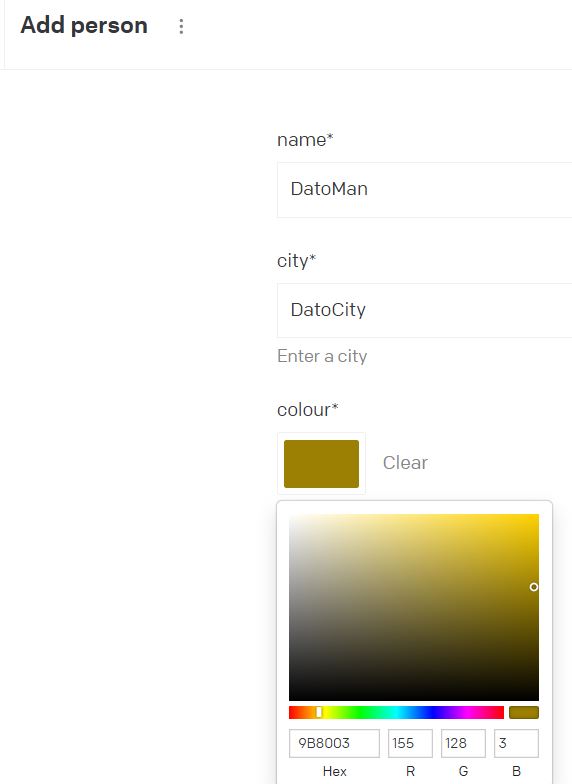 Add person
name*
DatoMan
city*
DatoCity
Enter a city
colour*
Clear
9B8003 155 128 3
Hex R G B